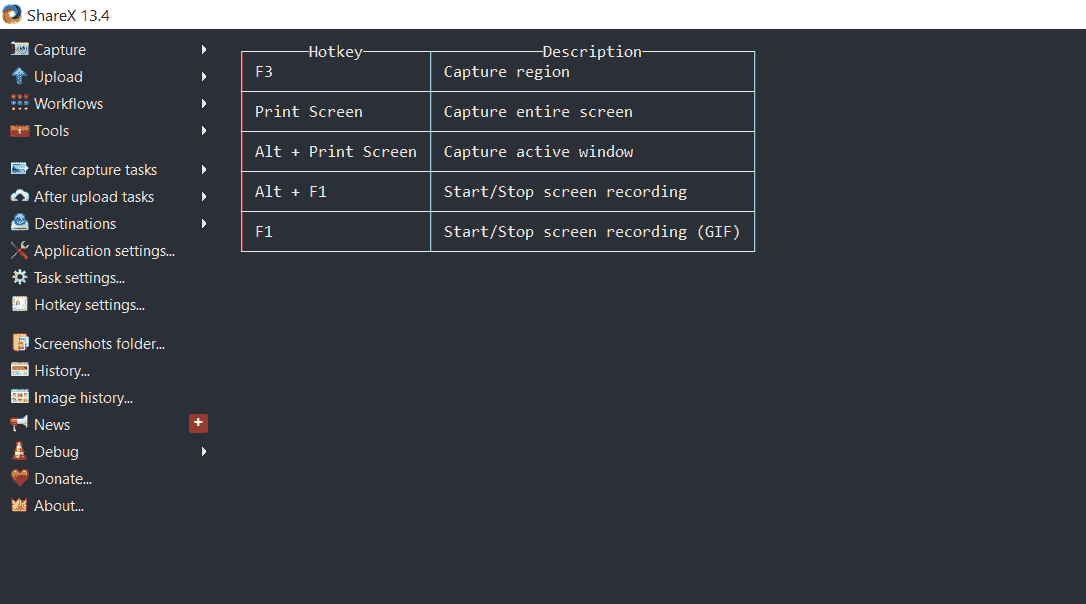 ShareX 13.4
Capture
Upload
Workflows
Tools
After capture tasks
After upload tasks
Destinations
Application settings...
Task settings...
Hotkey settings...
Screenshots folder...
History...
Image history...
News +
Debug
Donate...
About...
Hotkey Description
F3 Capture region
Print Screen Capture entire screen
Alt + Print Screen Capture active window
Alt + F1 Start/Stop screen recording
F1 Start/Stop screen recording (GIF)